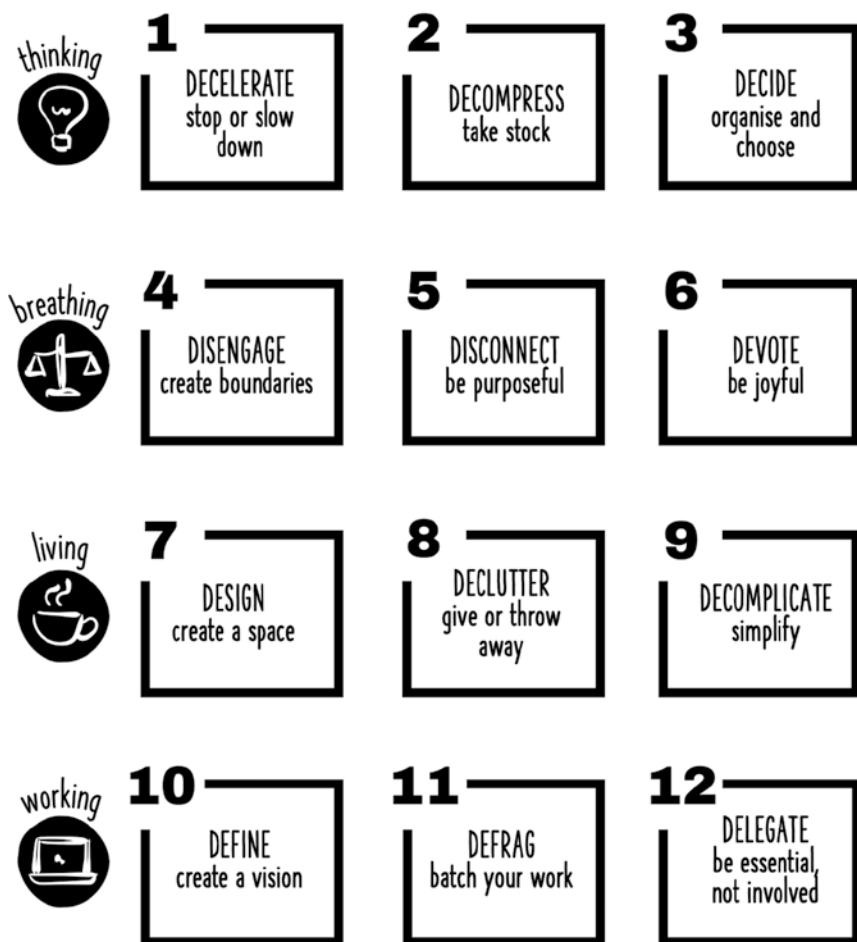 thinking
1
DECELERATE
stop or slow
down
2
DECOMPRESS
take stock
3
DECIDE
organise and
choose
breathing
4
DISENGAGE
create boundaries
5
DISCONNECT
be purposeful
6
DEVOTE
be joyful
living
7
DESIGN
create a space
8
DECLUTTER
give or throw
away
9
DECOMPLICATE
simplify
working
10
DEFINE
create a vision
11
DEFRAG
batch your work
12
DELEGATE
be essential,
not involved